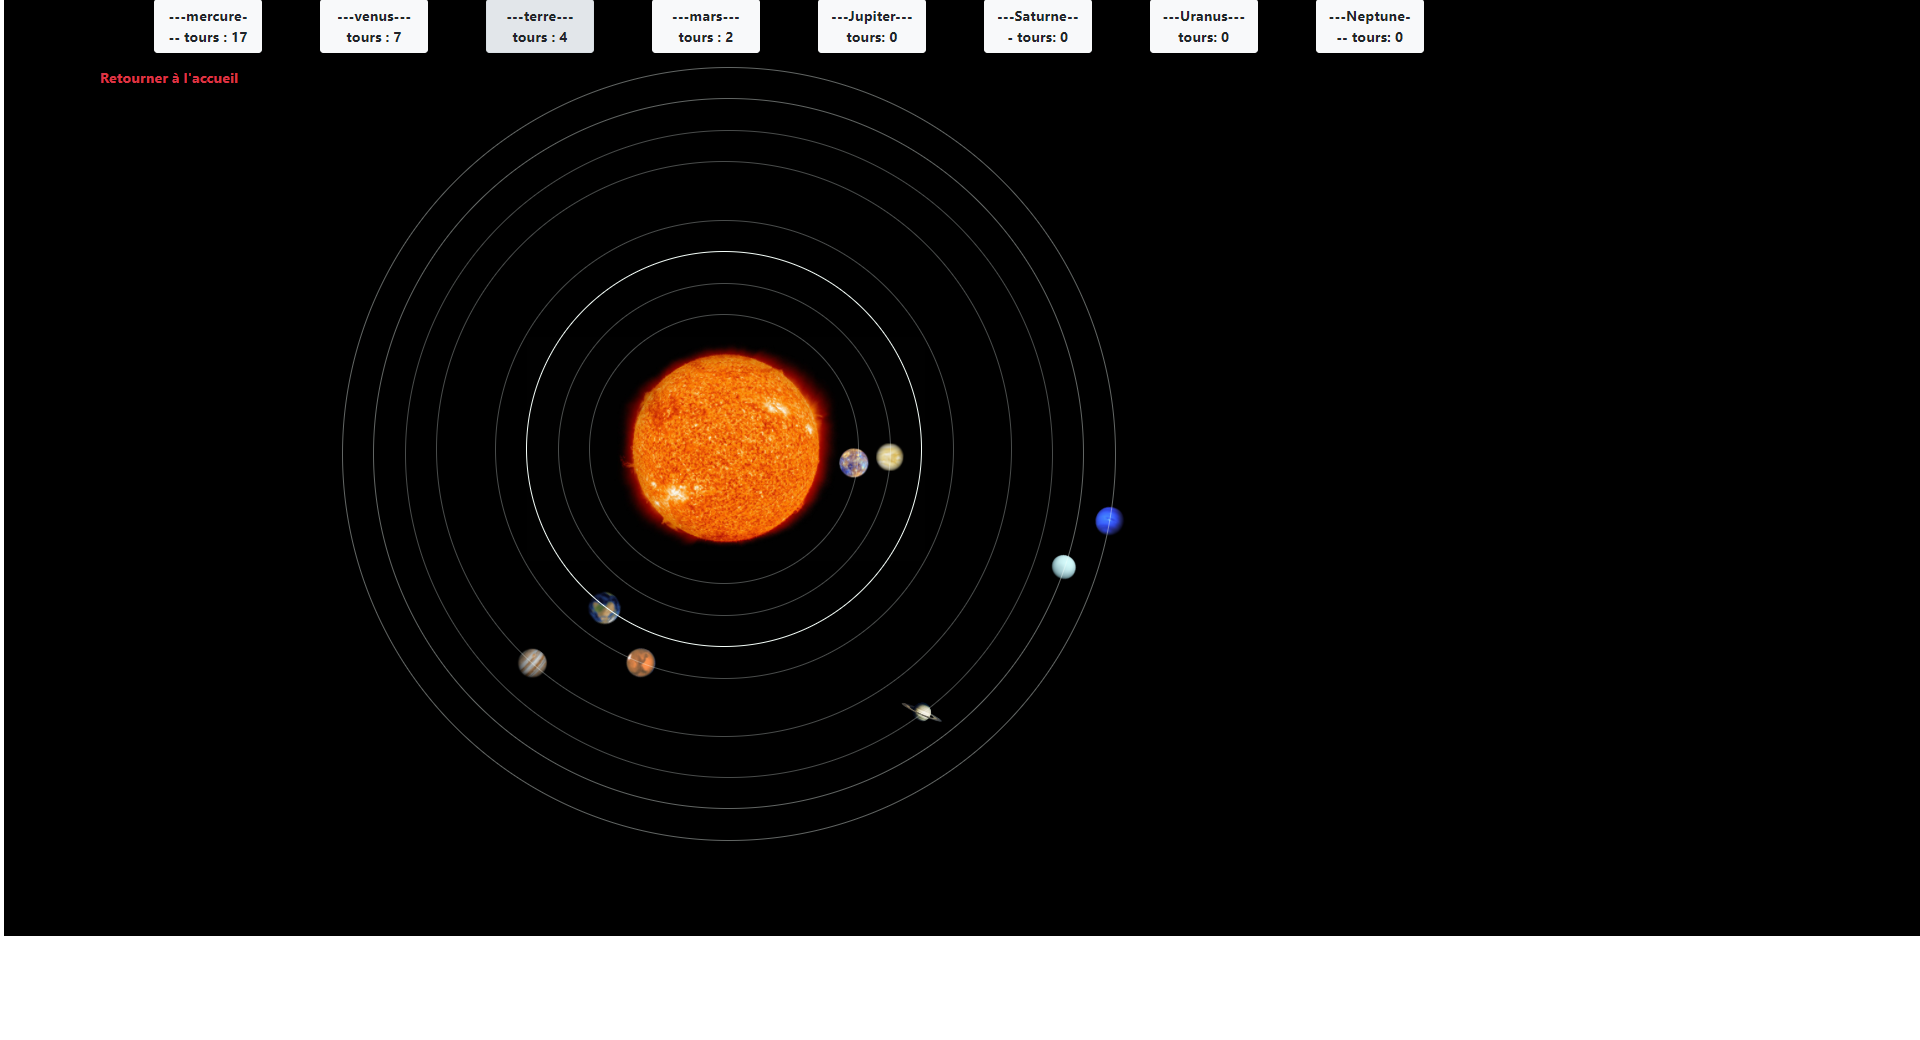 ---mercure-
-- tours : 17
---venus---
tours : 7
---terre---
tours : 4
---mars---
tours : 2
---Jupiter---
tours: 0
---Saturne--
- tours: 0
---Uranus---
tours: 0
---Neptune-
-- tours: 0
Retourner à l'accueil